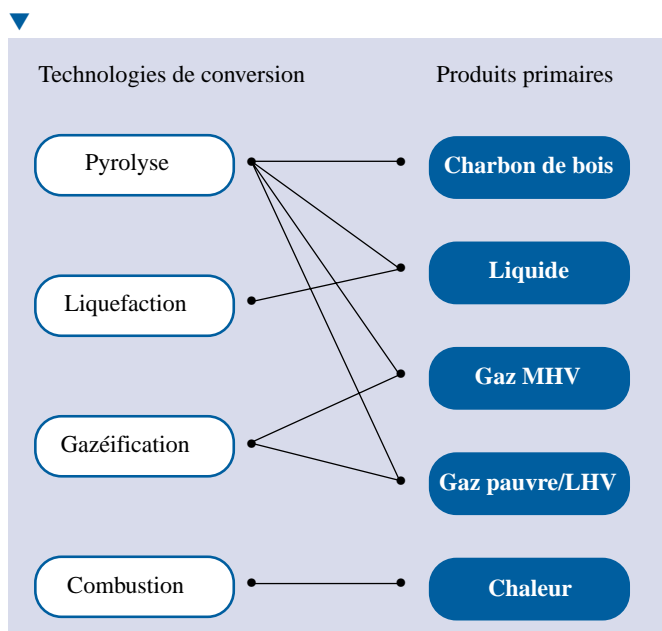 Technologies de conversion Produits primaires
Pyrolyse Charbon de bois
Liquide
Liquefaction
Gaz MHV
Gazéification
Gaz pauvre/LHV
Combustion Chaleur